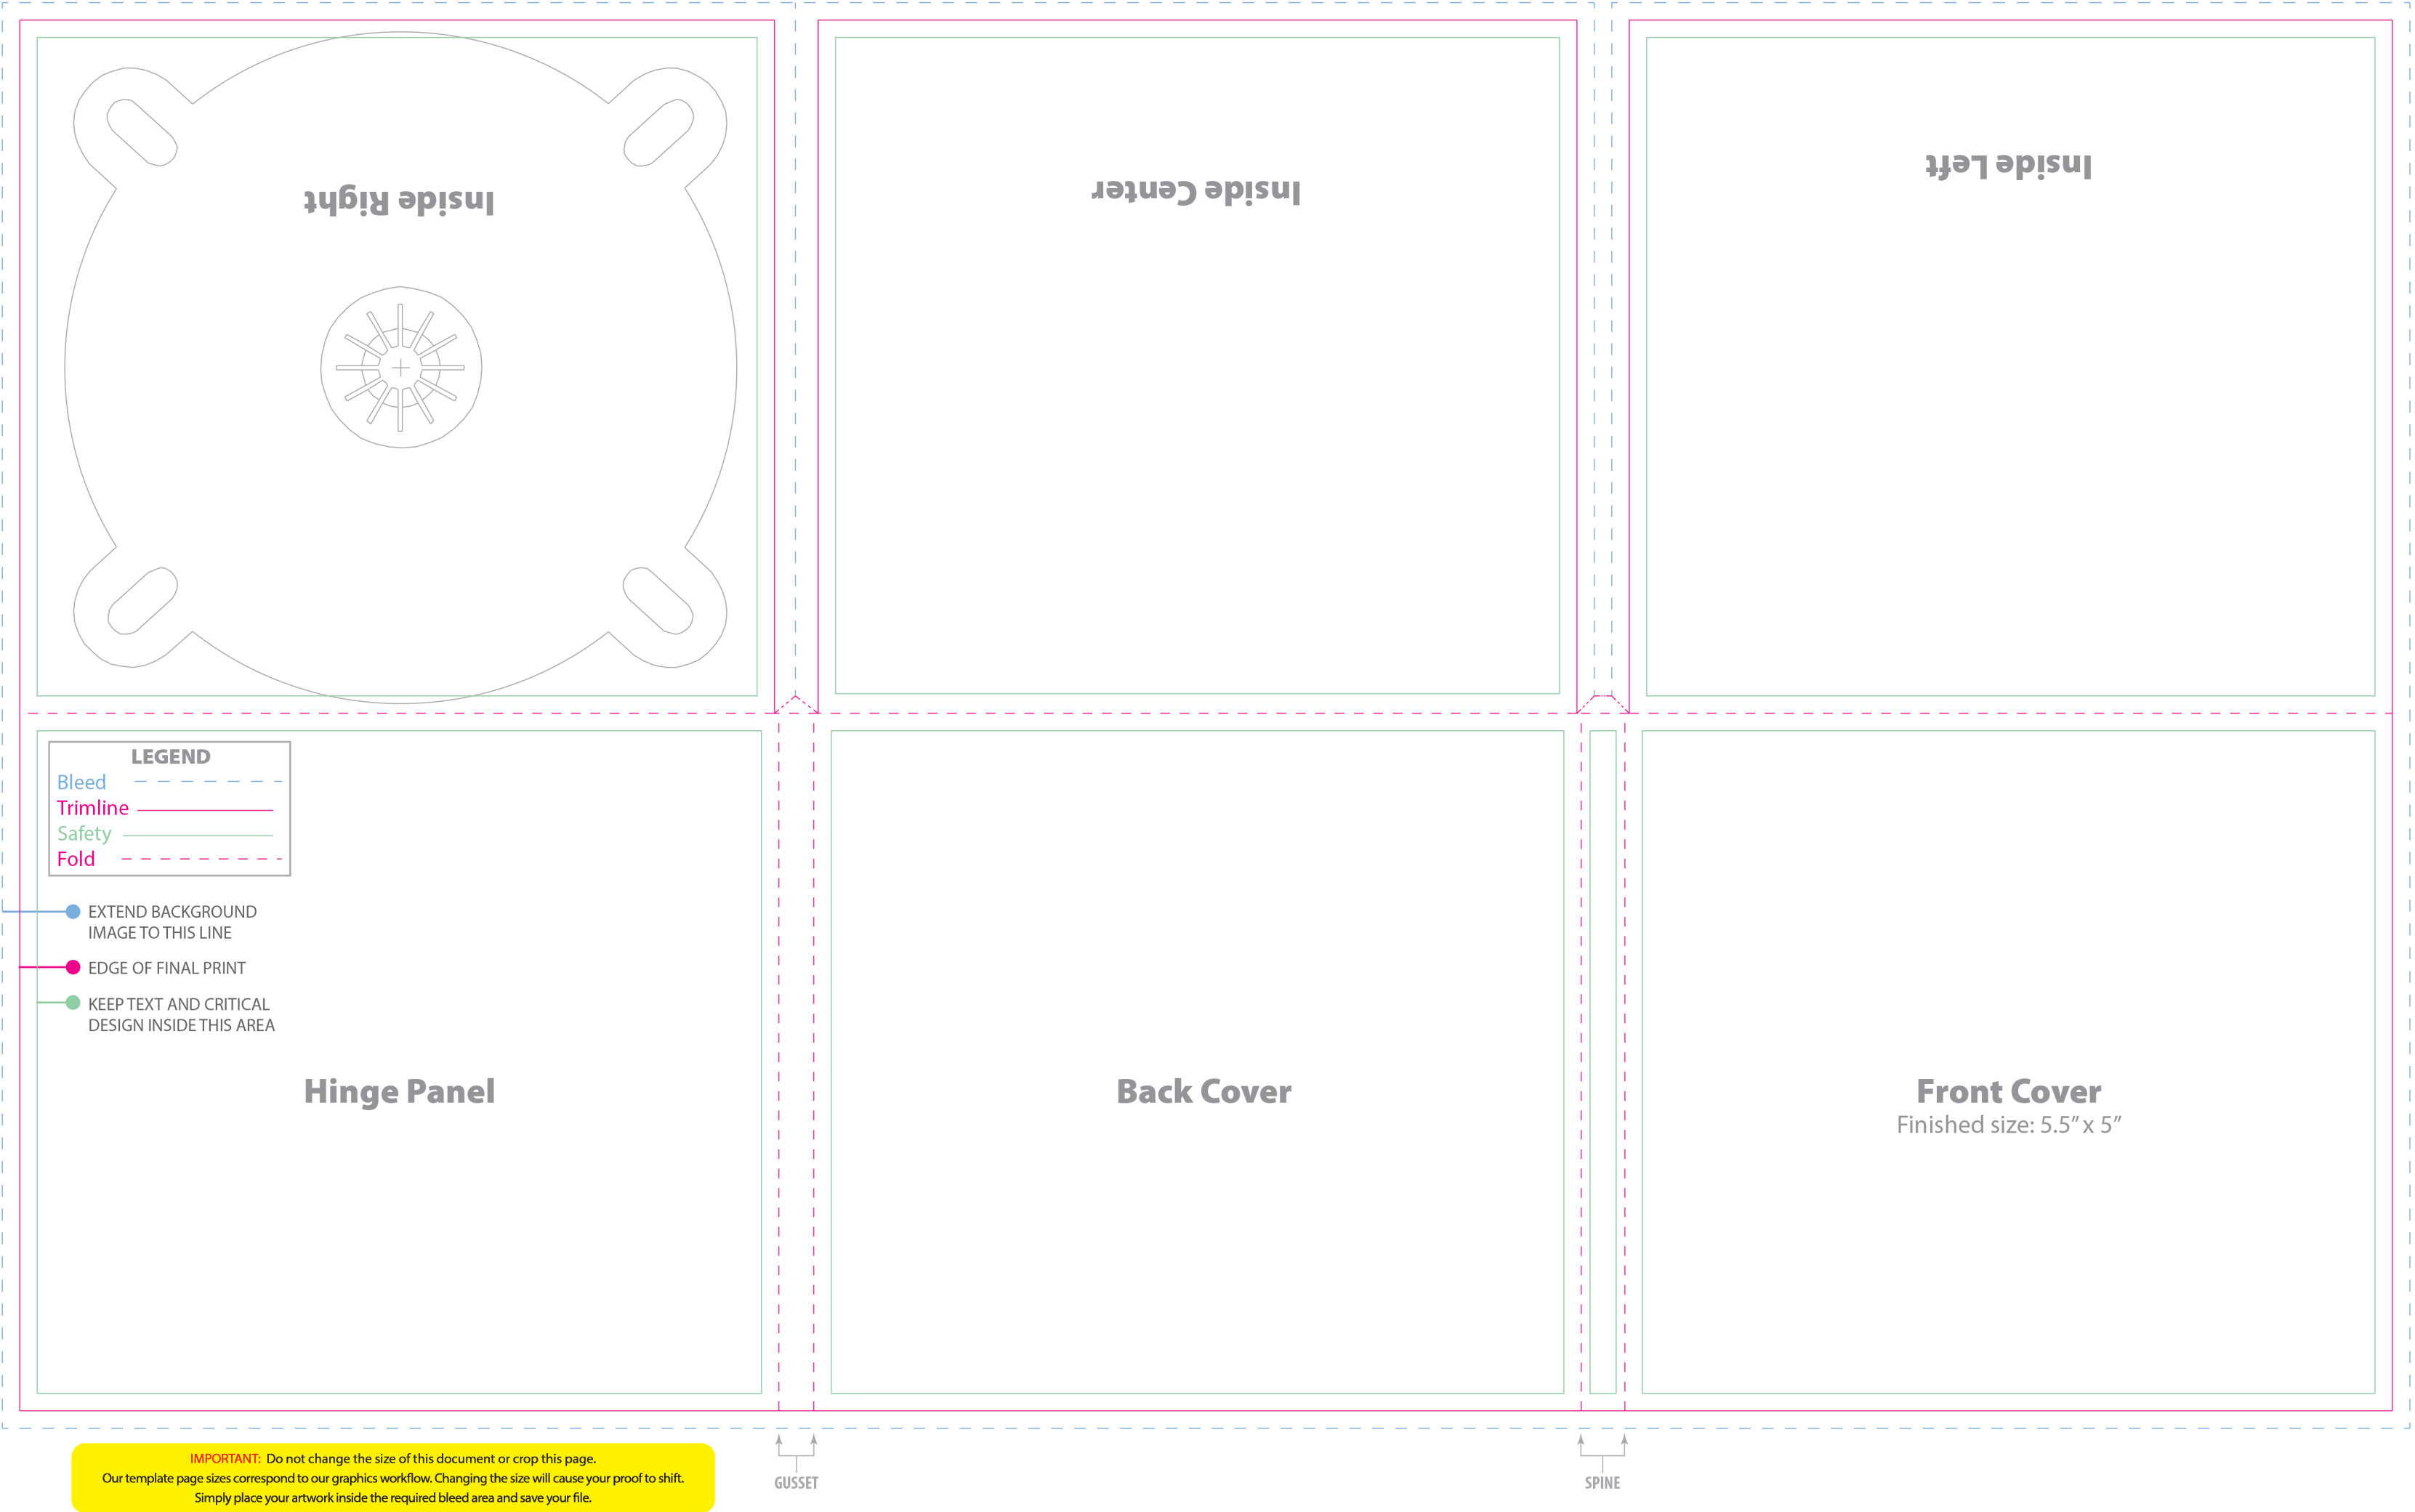 Inside Right
Inside Center
Inside Left
LEGEND
Bleed
Trimline
Safety
Fold
EXTEND BACKGROUND
IMAGE TO THIS LINE
EDGE OF FINAL PRINT
KEEP TEXT AND CRITICAL
DESIGN INSIDE THIS AREA
Hinge Panel
Back Cover
Front Cover
Finished size: 5.5” x 5”
IMPORTANT: Do not change the size of this document or crop this page.
Our template page sizes correspond to our graphics workflow. Changing the size will cause your proof to shift.
Simply place your artwork inside the required bleed area and save your file.
GUSSET
SPINE